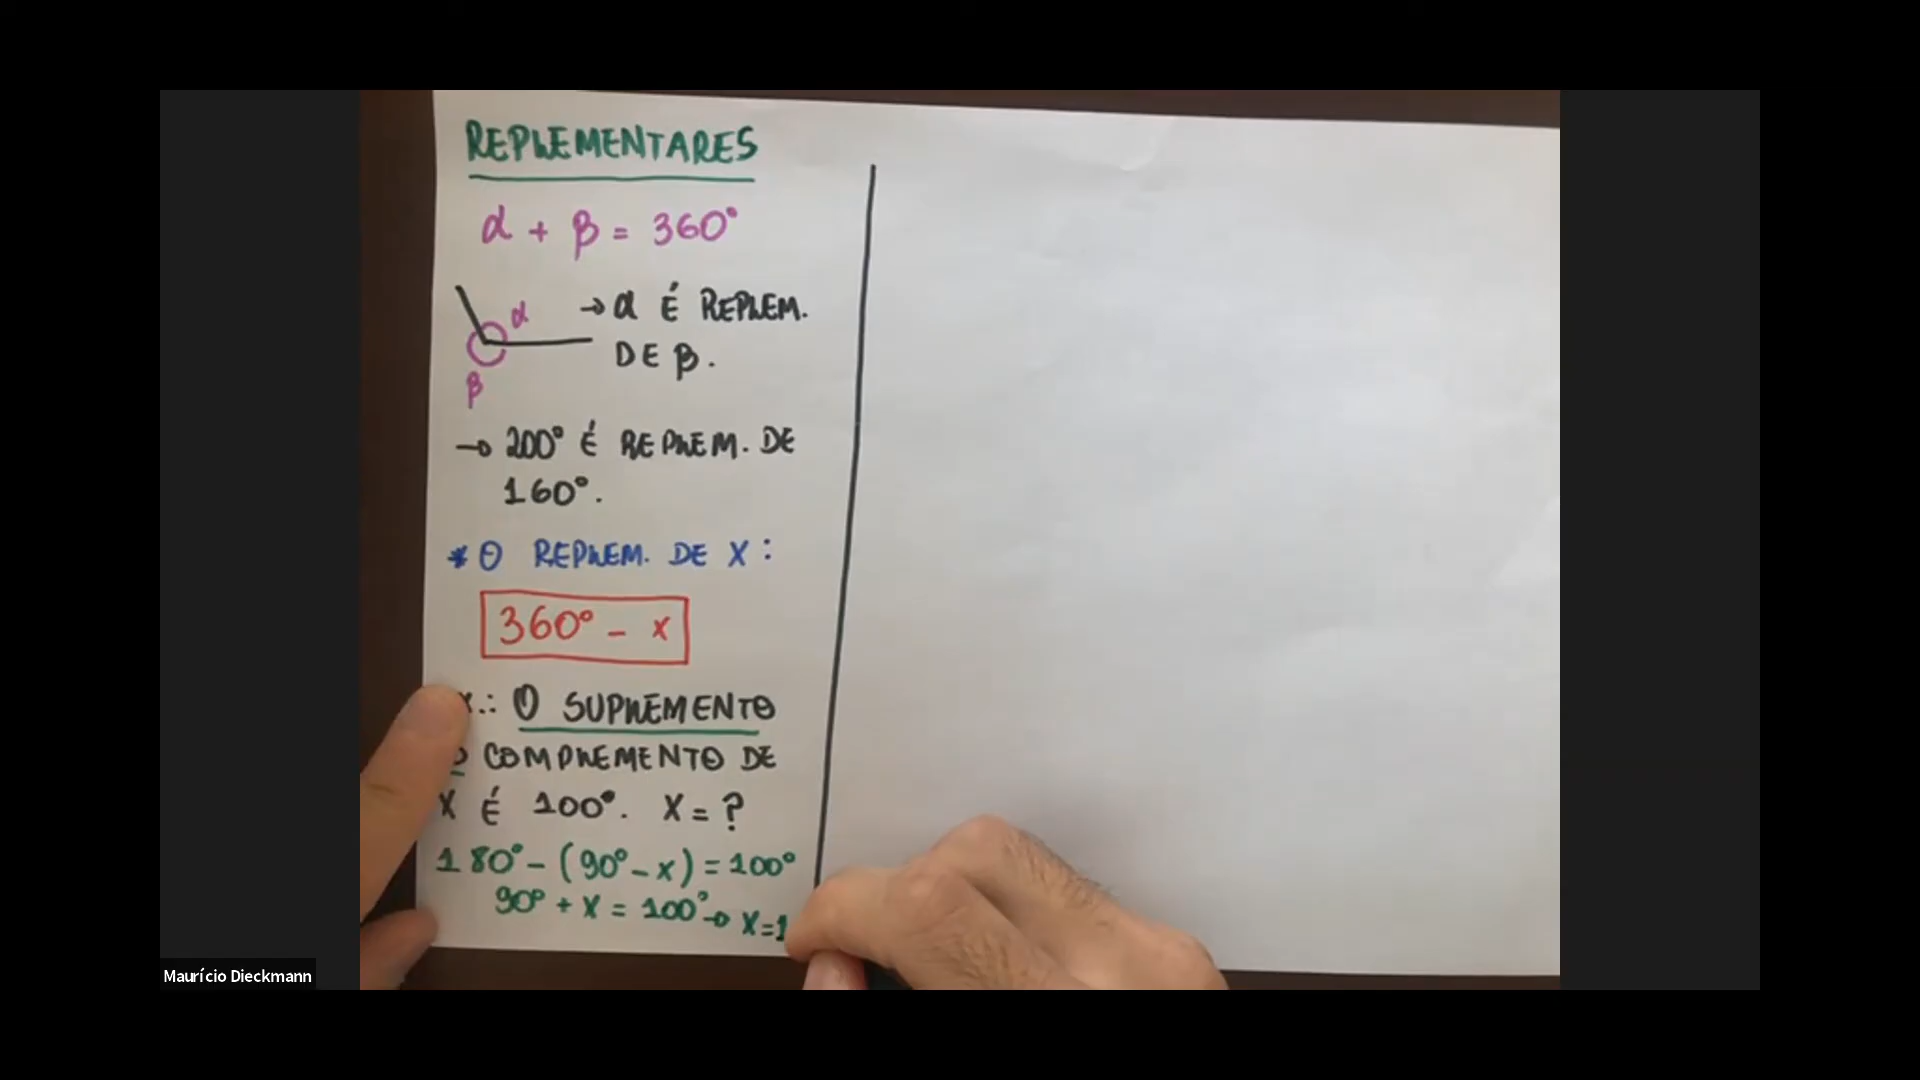 REPLEMENTARES
α + β = 360°
α → α É REPLEM.
β DE β.
→ 200° É REPLEM. DE
160°.
* O REPLEM. DE X :
360° - x
x.: O SUPLEMENTO
O COMPLEMENTO DE
X É 100°. X = ?
180° - (90° - x) = 100°
90° + X = 100° → X = 1
Maurício Dieckmann